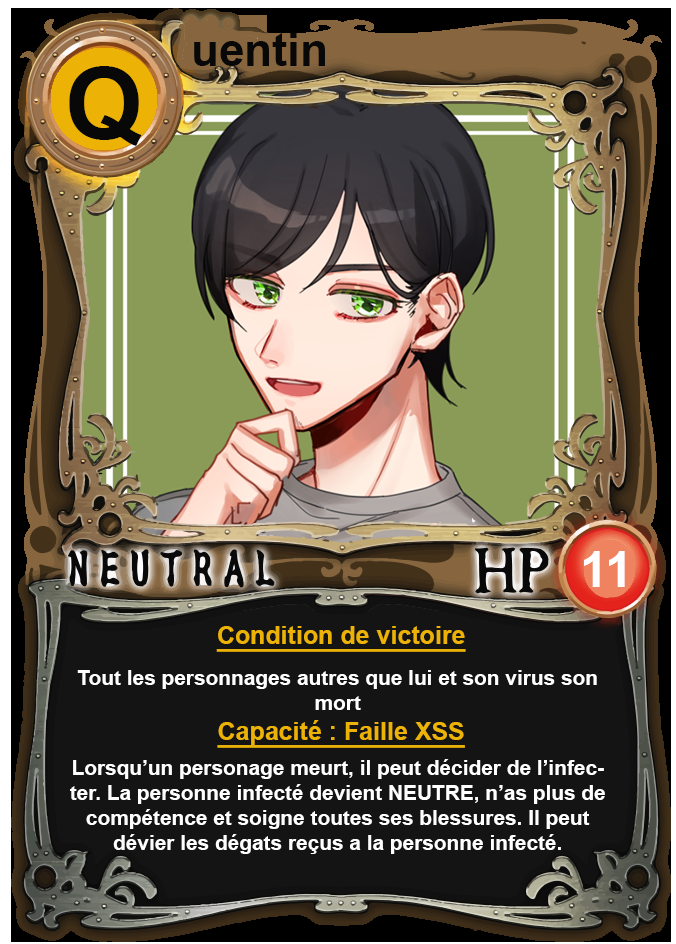 Quentin
NEUTRAL HP 11
Condition de victoire
Tout les personnages autres que lui et son virus son
mort
Capacité : Faille XSS
Lorsqu'un personage meurt, il peut décider de l'infec-
ter. La personne infecté devient NEUTRE, n'as plus de
compétence et soigne toutes ses blessures. Il peut
dévier les dégats reçus a la personne infecté.